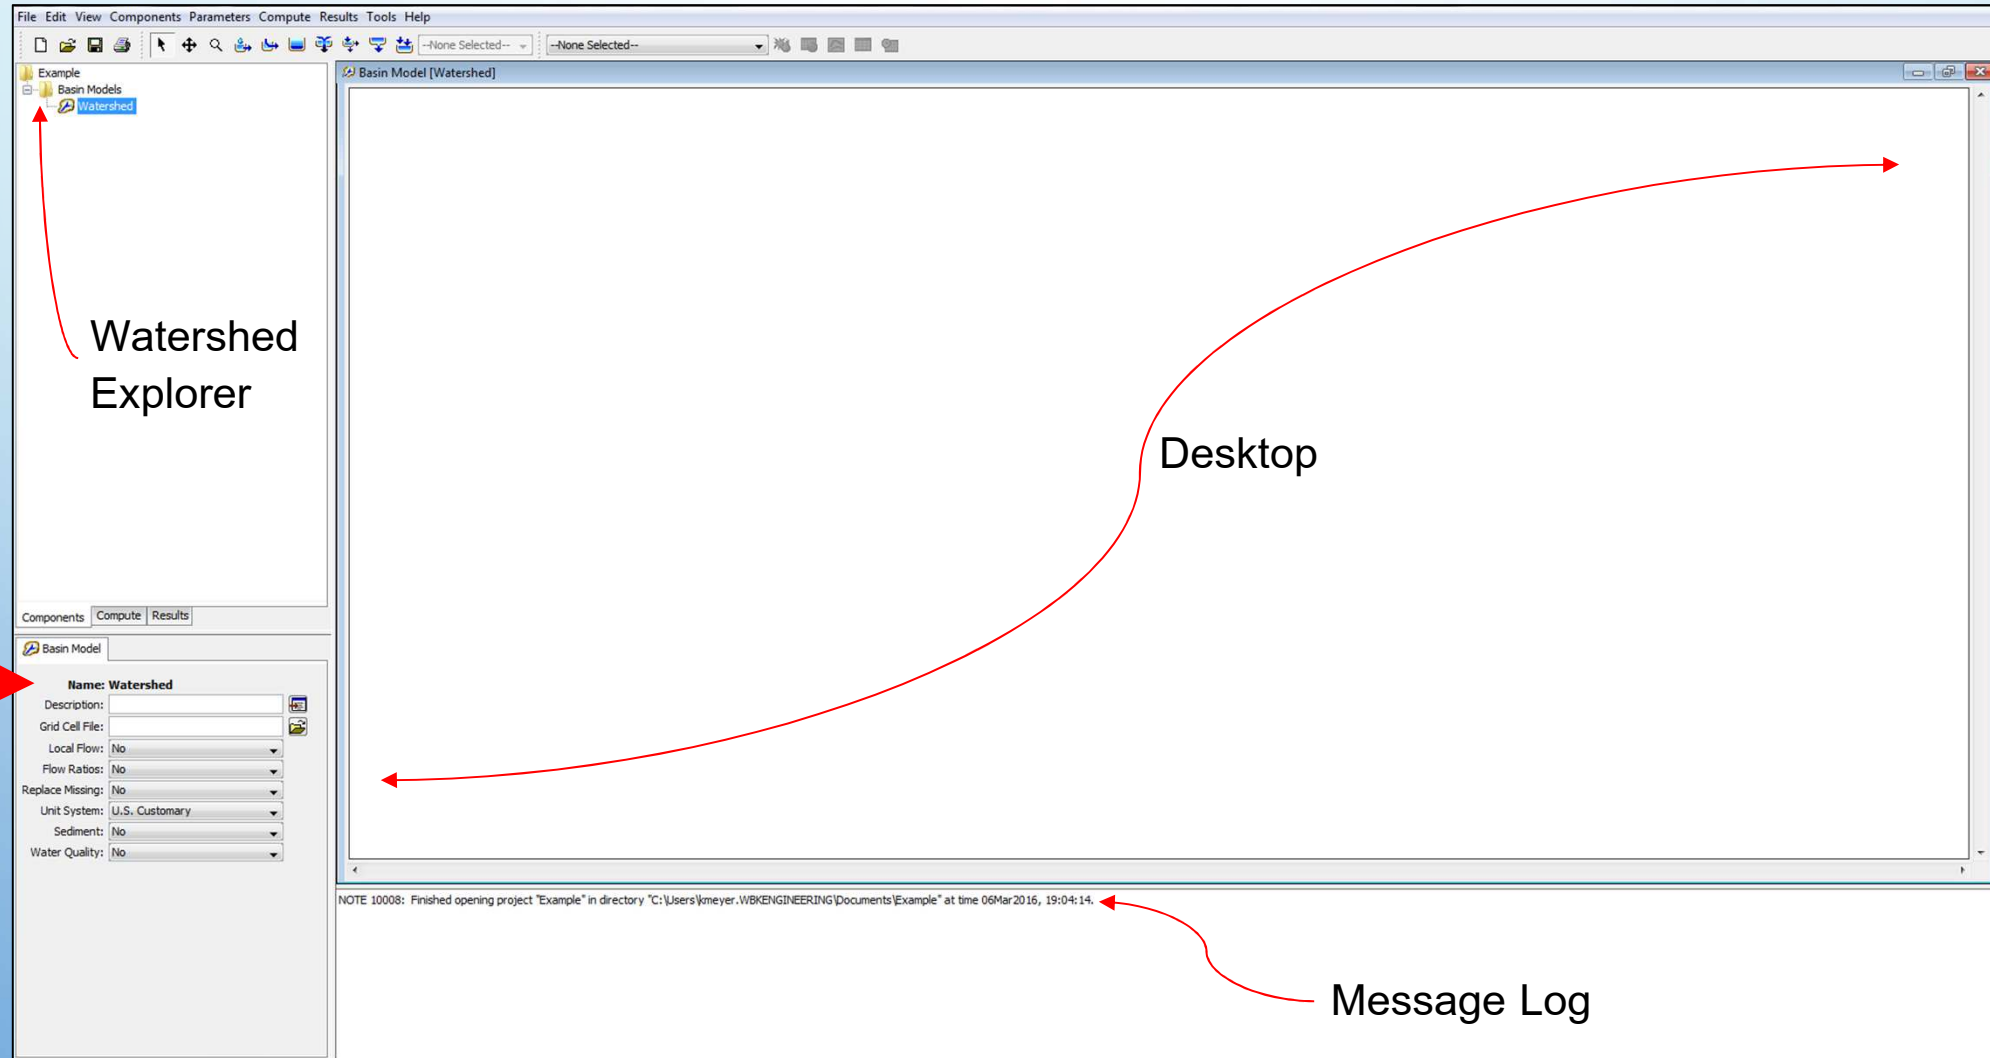 File Edit View Components Parameters Compute Results Tools Help
--None Selected-- --None Selected--
Example
Basin Models
Watershed
Basin Model [Watershed]
Watershed
Explorer
Desktop
Components Compute Results
Basin Model
Name: Watershed
Description:
Grid Cell File:
Local Flow: No
Flow Ratios: No
Replace Missing: No
Unit System: U.S. Customary
Sediment: No
Water Quality: No
NOTE 10008: Finished opening project "Example" in directory "C:\Users\kmeyer.WBKENGINEERING\Documents\Example" at time 06Mar2016, 19:04:14.
Message Log